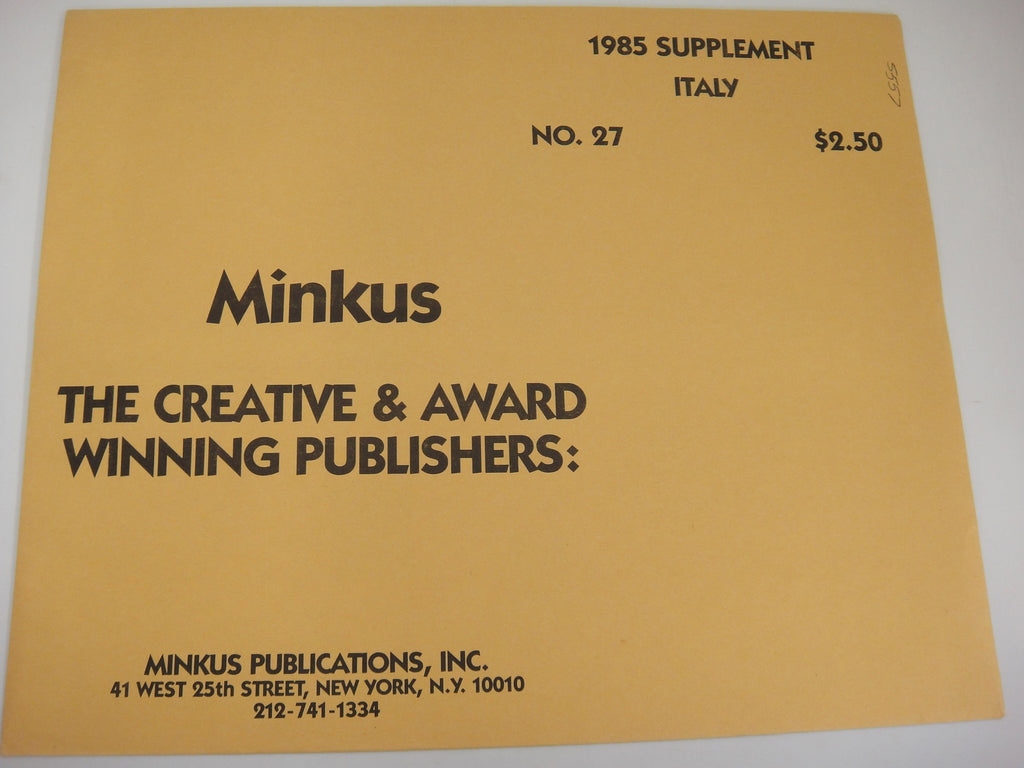 1985 SUPPLEMENT
ITALY
NO. 27 $2.50
Minkus
THE CREATIVE & AWARD
WINNING PUBLISHERS:
MINKUS PUBLICATIONS, INC.
41 WEST 25th STREET, NEW YORK, N.Y. 10010
212-741-1334